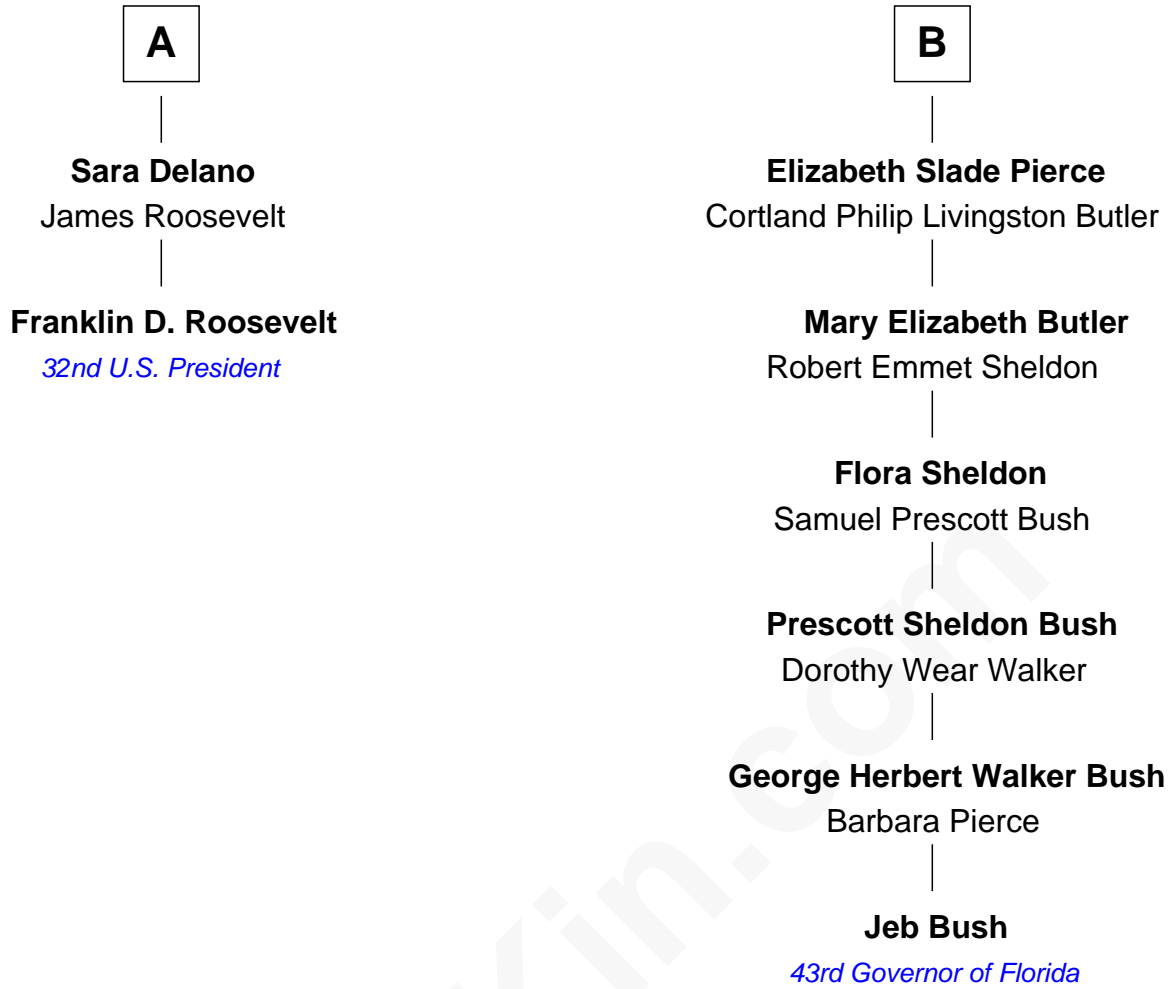 A
Sara Delano
James Roosevelt
Franklin D. Roosevelt
32nd U.S. President
B
Elizabeth Slade Pierce
Cortland Philip Livingston Butler
Mary Elizabeth Butler
Robert Emmet Sheldon
Flora Sheldon
Samuel Prescott Bush
Prescott Sheldon Bush
Dorothy Wear Walker
George Herbert Walker Bush
Barbara Pierce
Jeb Bush
43rd Governor of Florida
Kin.com